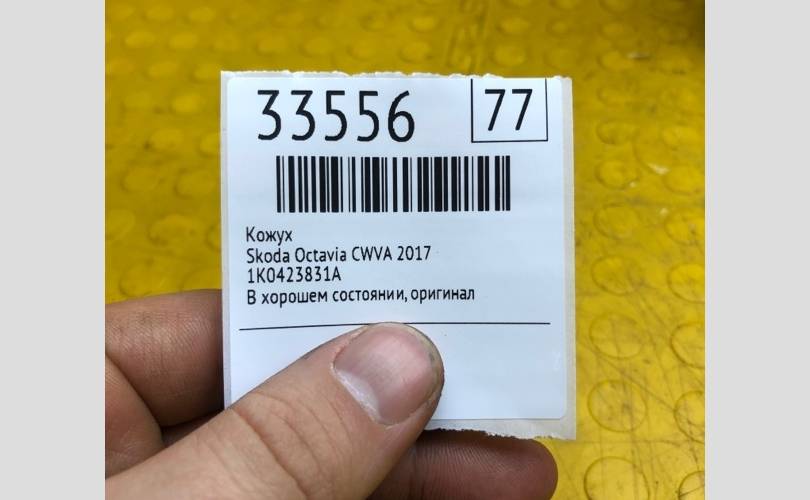 33556
77
Кожух
Skoda Octavia CWVA 2017
1K0423831A
В хорошем состоянии, оригинал